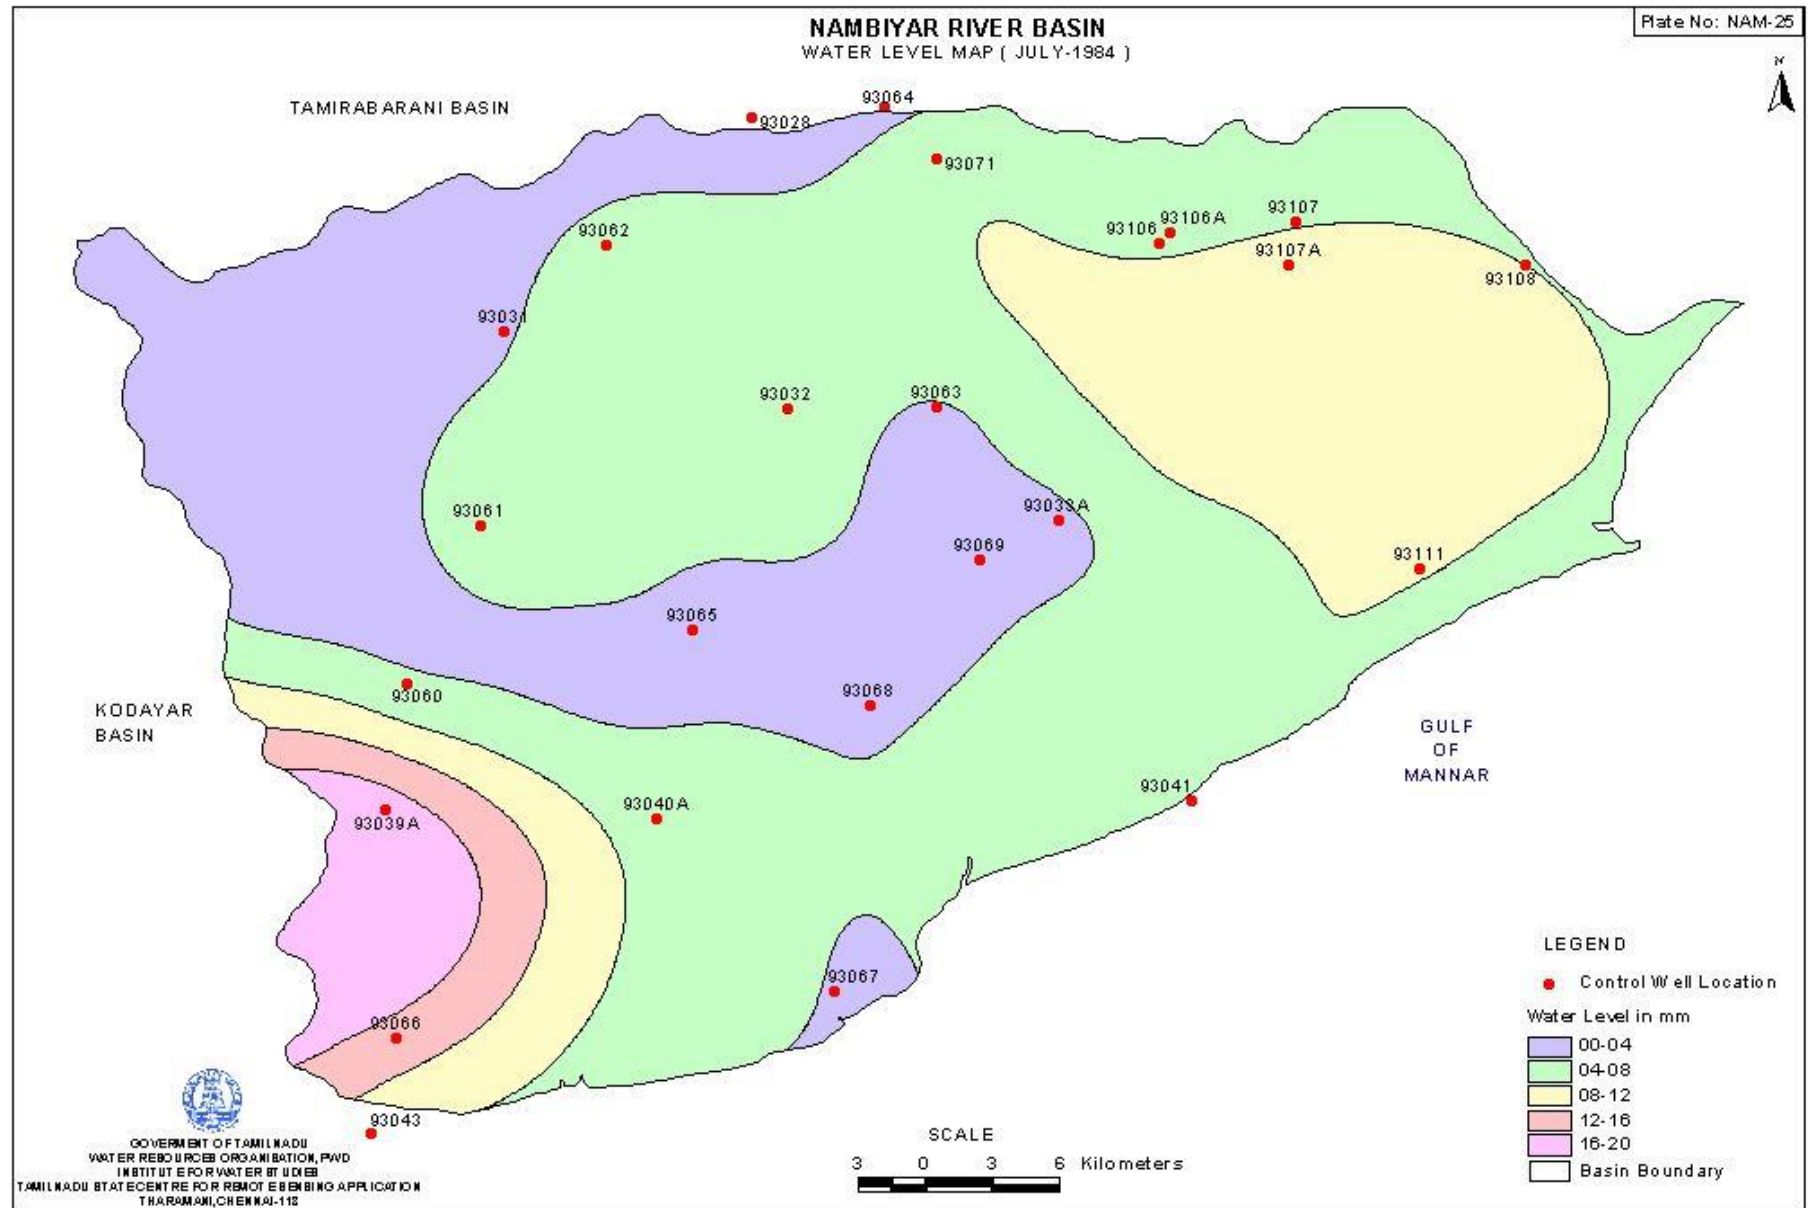 NAMBIYAR RIVER BASIN
WATER LEVEL MAP ( JULY-1984 )
Plate No: NAM-25
N
TAMIRABARANI BASIN
93064
93028
93071
93062
93106
93106A
93107
93107A
93108
93031
93032
93063
93061
93033A
93069
93111
93065
93060
93068
KODAYAR
BASIN
GULF
OF
MANNAR
93039A
93040A
93041
93067
93066
93043
LEGEND
Control Well Location
Water Level in mm
00-04
04-08
08-12
12-16
16-20
Basin Boundary
SCALE
3 0 3 6 Kilometers
GOVERMENT OF TAMILNADU
WATER RESOURCES ORGANISATION, PWD
INSTITUTE FOR WATER STUDIES
TAMILNADU STATE CENTRE FOR REMOTE SENSING APPLICATION
THARAMANI, CHENNAI-113